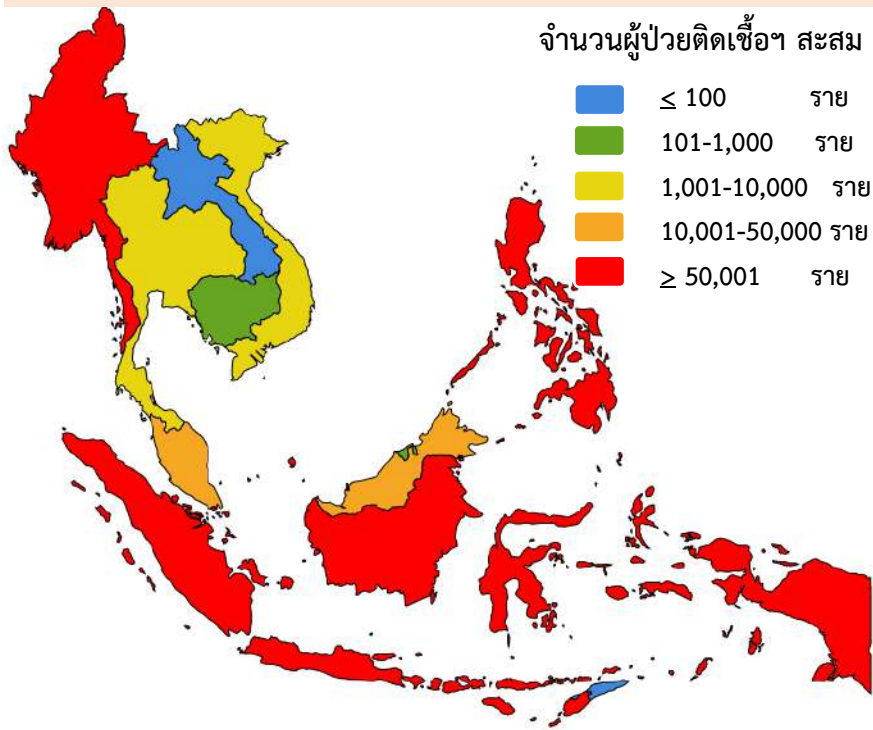 จำนวนผู้ป่วยติดเชื้อฯ สะสม
≤ 100 ราย
101-1,000 ราย
1,001-10,000 ราย
10,001-50,000 ราย
≥ 50,001 ราย